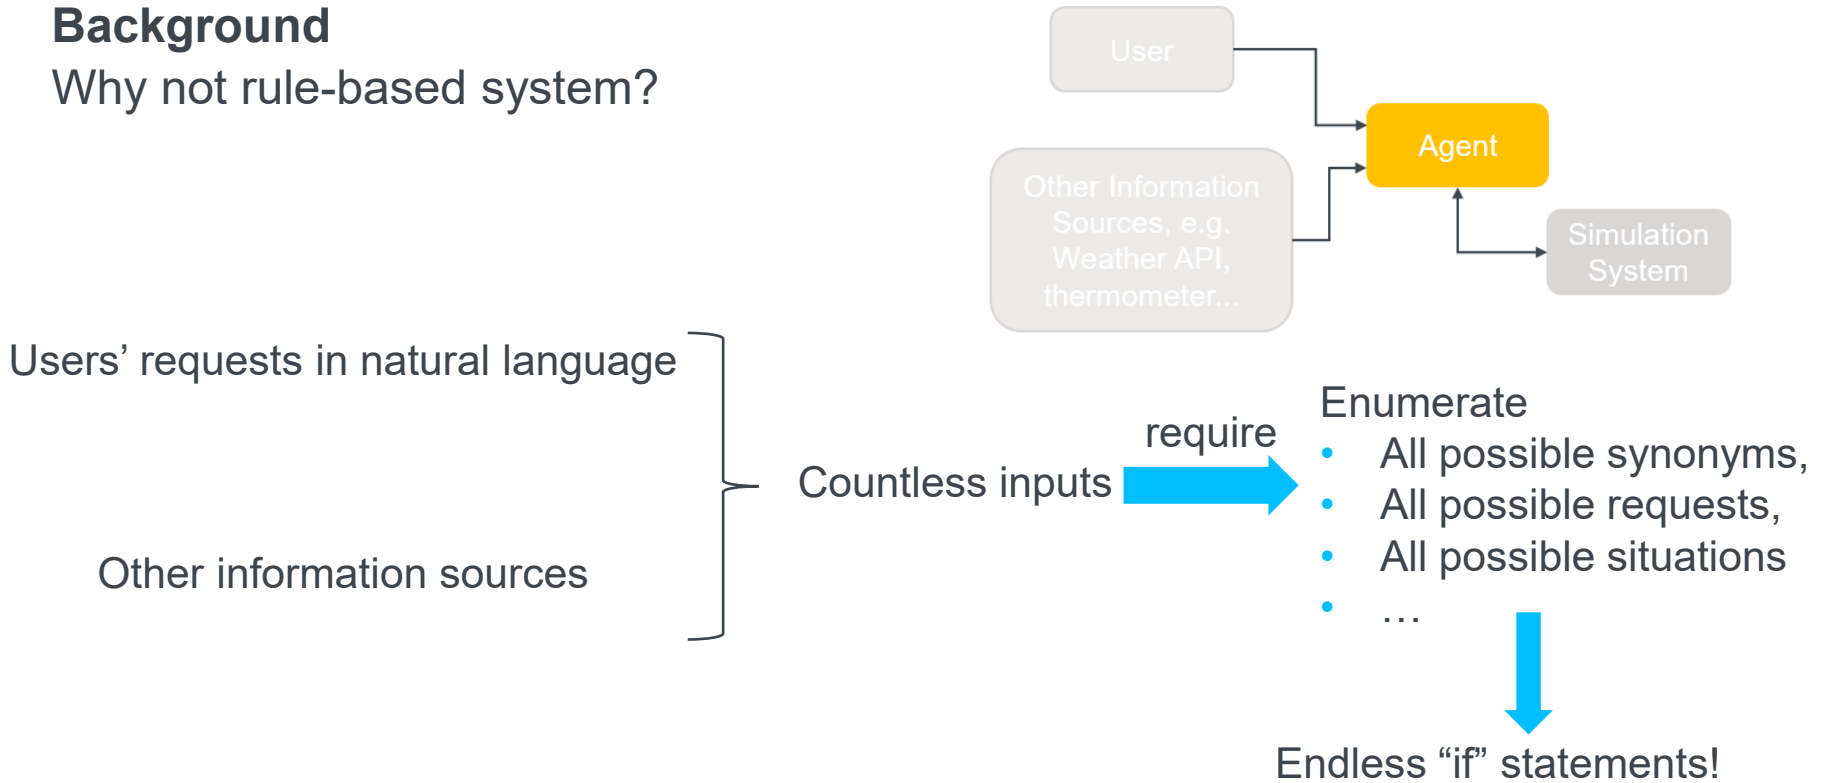 Background
Why not rule-based system?
User
Agent
Other Information
Sources, e.g.
Weather API,
thermometer...
Simulation
System
Users’ requests in natural language
Other information sources
Countless inputs
require
Enumerate
• All possible synonyms,
• All possible requests,
• All possible situations
• …
Endless “if” statements!